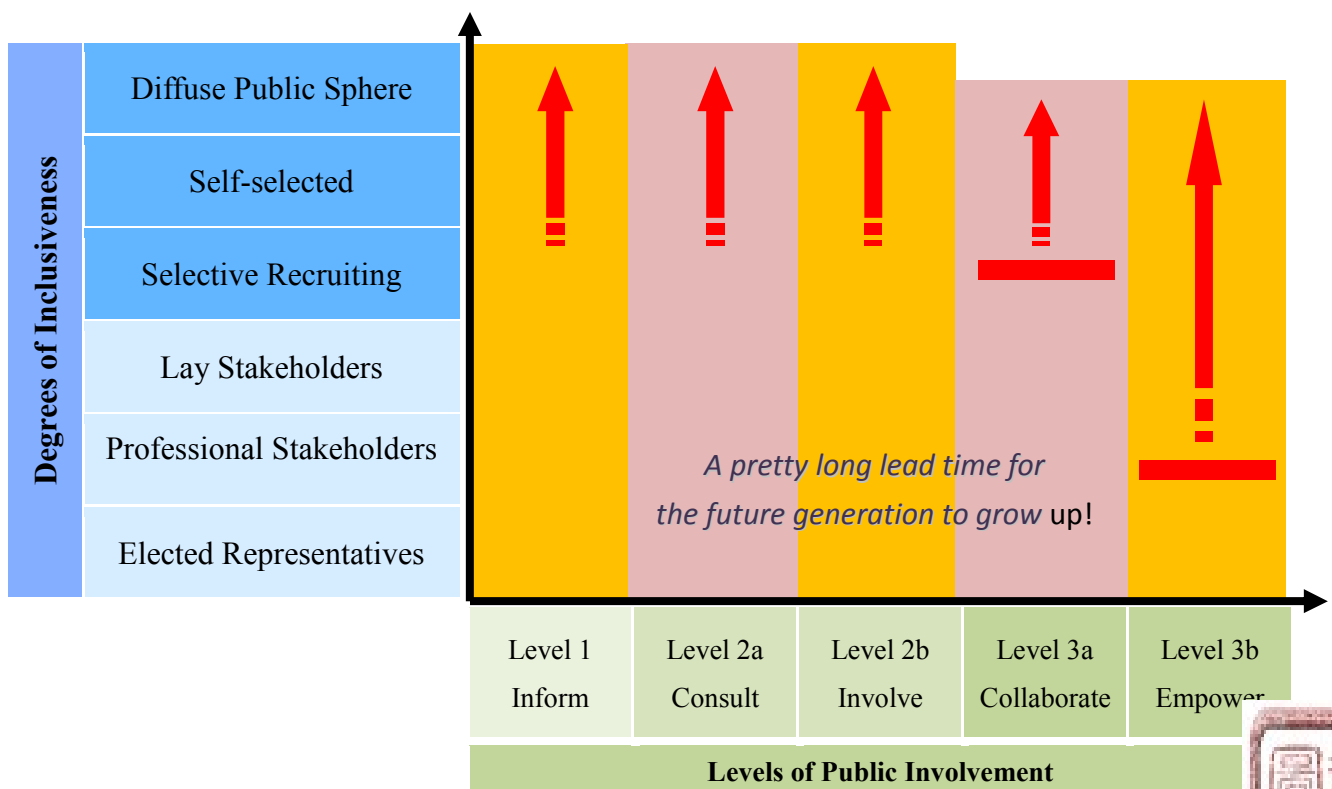 Degrees of Inclusiveness
Diffuse Public Sphere
Self-selected
Selective Recruiting
Lay Stakeholders
Professional Stakeholders
Elected Representatives
A pretty long lead time for
the future generation to grow up!
Level 1
Inform
Level 2a
Consult
Level 2b
Involve
Level 3a
Collaborate
Level 3b
Empower
Levels of Public Involvement